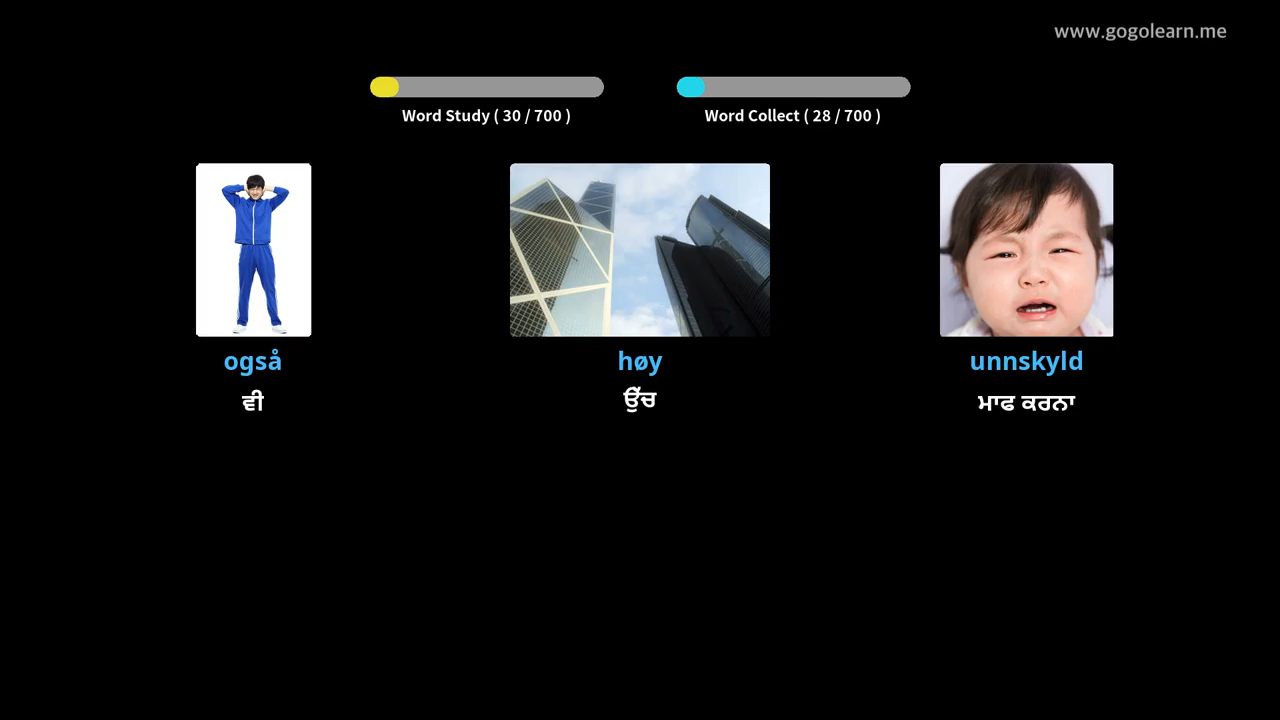 www.gogolearn.me
Word Study ( 30 / 700 )
Word Collect ( 28 / 700 )
også
høy
unnskyld
ਵੀ
ਉੱਚ
ਮਾਫ ਕਰਨਾ